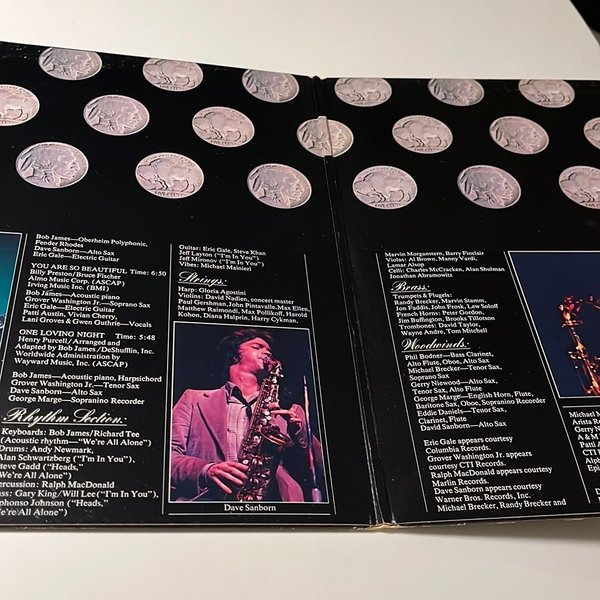 Bob James—Oberheim Polyphonic,
Fender Rhodes
Dave Sanborn—Alto Sax
Eric Gale—Electric Guitar
YOU ARE SO BEAUTIFUL Time: 6:50
Billy Preston/Bruce Fischer
Almo Music Corp. (ASCAP)
Irving Music Inc. (BMI)
Bob James—Acoustic piano
Grover Washington Jr.—Soprano Sax
Eric Gale—Electric Guitar
Patti Austin, Vivian Cherry,
Lani Groves & Gwen Guthrie—Vocals
ONE LOVING NIGHT Time: 5:48
Henry Purcell/Arranged and
Adapted by Bob James/DeShufflin, Inc.
Worldwide Administration by
Wayward Music, Inc. (ASCAP)
Bob James—Acoustic piano, Harpsichord
Grover Washington Jr.—Tenor Sax
Dave Sanborn—Alto Sax
George Marge—Sopranino Recorder
Rhythm Section:
Keyboards: Bob James/Richard Tee
(Acoustic rhythm—"We're All Alone")
Drums: Andy Newmark,
Alan Schwartzberg ("I'm In You"),
Steve Gadd ("Heads,"
We're All Alone")
Percussion: Ralph MacDonald
Bass: Gary King/Will Lee ("I'm In You"),
Alphonso Johnson ("Heads,"
We're All Alone")
Guitar: Eric Gale, Steve Khan
Jeff Layton ("I'm In You")
Jeff Mironov ("I'm In You")
Vibes: Michael Mainieri
Strings:
Harp: Gloria Agostini
Violins: David Nadien, concert master
Paul Gershman, John Pintavalle, Max Ellen,
Matthew Raimondi, Max Pollikoff, Harold
Kohon, Diana Halprin, Harry Cykman,
Dave Sanborn
Marvin Morganstern, Barry Finclair
Violas: Al Brown, Manny Vardi,
Lamar Alsop
Celli: Charles McCracken, Alan Shulman
Jonathan Abramowitz
Brass:
Trumpets & Flugels:
Randy Brecker, Marvin Stamm,
Jon Faddis, John Frosk, Lew Soloff
French Horns: Peter Gordon,
Jim Buffington, Brooks Tillotson
Trombones: David Taylor,
Wayne Andre, Tom Mitchell
Woodwinds:
Phil Bodner—Bass Clarinet,
Alto Flute, Oboe, Alto Sax
Michael Brecker—Tenor Sax,
Soprano Sax
Gerry Niewood—Alto Sax,
Tenor Sax, Alto Flute
George Marge—English Horn, Flute,
Baritone Sax, Oboe, Sopranino Recorder
Eddie Daniels—Tenor Sax,
Clarinet, Flute
David Sanborn—Alto Sax
Eric Gale appears courtesy
Columbia Records.
Grover Washington Jr. appears
courtesy CTI Records.
Ralph MacDonald appears courtesy
Marlin Records.
Dave Sanborn appears courtesy
Warner Bros. Records, Inc.
Michael Brecker, Randy Brecker and
Michael M
Arista Re
Gerry N
A & M
Patti A
CTI Re
Alph
Epi